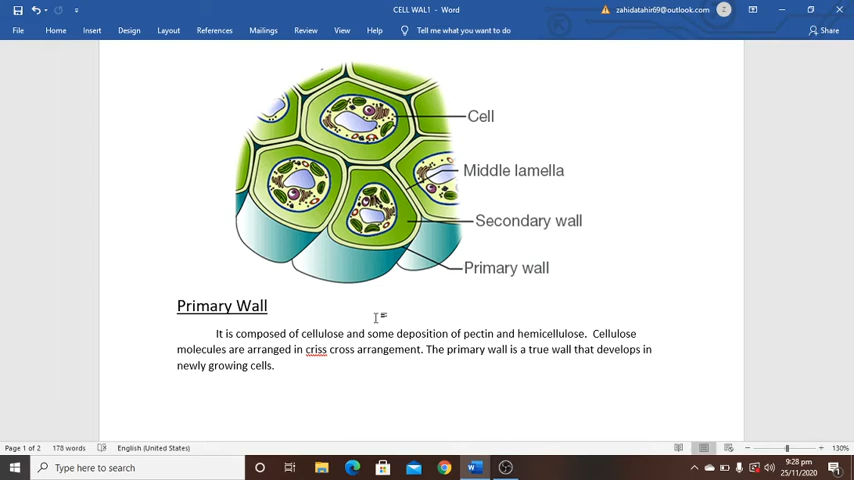 CELL WAL1 - Word
zahidatahir69@outlook.com
Z
File Home Insert Design Layout References Mailings Review View Help Tell me what you want to do Share
Cell
Middle lamella
Secondary wall
Primary wall
Primary Wall
It is composed of cellulose and some deposition of pectin and hemicellulose. Cellulose
molecules are arranged in criss cross arrangement. The primary wall is a true wall that develops in
newly growing cells.
Page 1 of 2 178 words English (United States) 130%
Type here to search
9:28 pm
25/11/2020